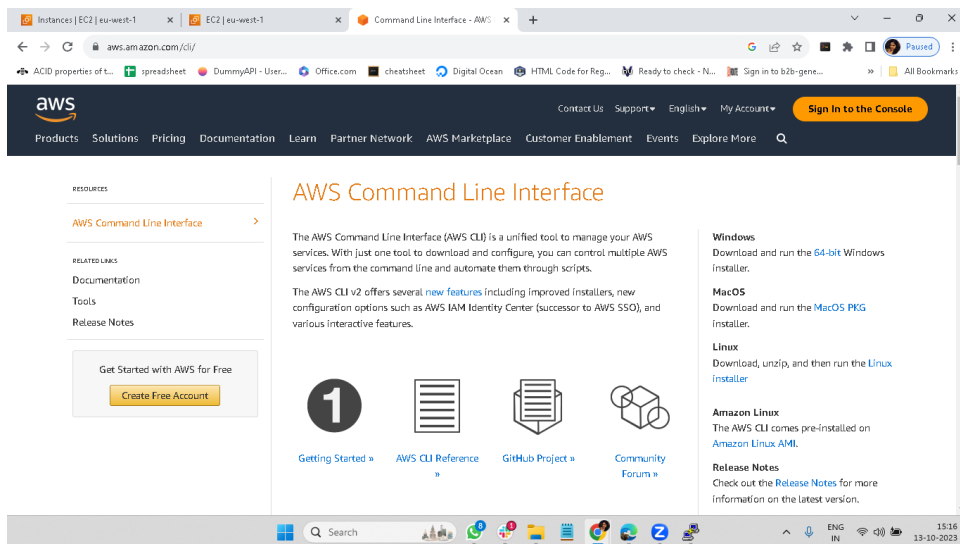 Instances | EC2 | eu-west-1
EC2 | eu-west-1
Command Line Interface - AWS
aws.amazon.com/cli/
Paused
ACID properties of t...
spreadsheet
DummyAPI - User...
Office.com
cheatsheet
Digital Ocean
HTML Code for Reg...
Ready to check - N...
Sign in to b2b-gene...
»
All Bookmarks
aws
Contact Us Support English My Account Sign In to the Console
Products Solutions Pricing Documentation Learn Partner Network AWS Marketplace Customer Enablement Events Explore More
RESOURCES
AWS Command Line Interface
RELATED LINKS
Documentation
Tools
Release Notes
Get Started with AWS for Free
Create Free Account
AWS Command Line Interface
The AWS Command Line Interface (AWS CLI) is a unified tool to manage your AWS
services. With just one tool to download and configure, you can control multiple AWS
services from the command line and automate them through scripts.
The AWS CLI v2 offers several new features including improved installers, new
configuration options such as AWS IAM Identity Center (successor to AWS SSO), and
various interactive features.
1
Getting Started »
AWS CLI Reference
»
GitHub Project »
Community
Forum »
Windows
Download and run the 64-bit Windows
installer.
MacOS
Download and run the MacOS PKG
installer.
Linux
Download, unzip, and then run the Linux
installer
Amazon Linux
The AWS CLI comes pre-installed on
Amazon Linux AMI.
Release Notes
Check out the Release Notes for more
information on the latest version.
Search
ENG
IN
15:16
13-10-2023